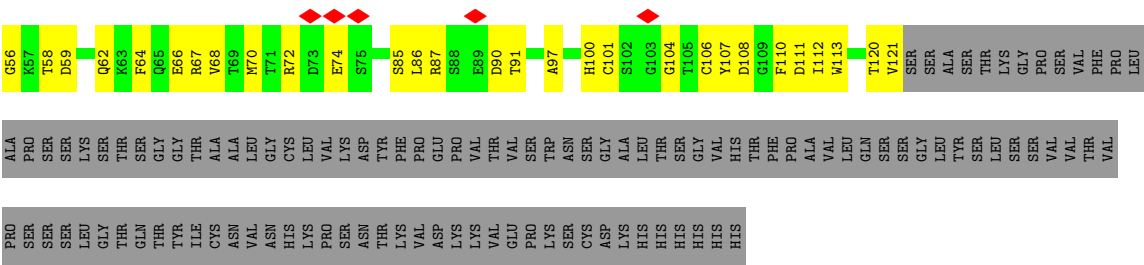 G56 K57 T58 D59 Q62 K63 F64 Q65 E66 R67 V68 T69 M70 T71 R72 D73 E74 S75 S85 L86 R87 S88 E89 D90 T91 A97 H100 C101 S102 G103 G104 T105 C106 Y107 D108 G109 F110 D111 I112 W113 T120 V121 SER SER ALA SER THR LYS GLY PRO SER VAL PHE PRO LEU
ALA PRO SER SER LYS SER THR SER GLY GLY THR ALA ALA LEU GLY CYS LEU VAL LYS ASP TYR PHE PRO GLU PRO VAL THR VAL SER TRP ASN SER GLY ALA LEU THR SER GLY VAL HIS THR PHE PRO ALA VAL LEU GLN SER SER GLY LEU TYR SER LEU SER SER VAL VAL THR VAL
PRO SER SER SER LEU GLY THR GLN THR TYR ILE CYS ASN VAL ASN HIS LYS PRO SER ASN THR LYS VAL ASP LYS LYS VAL GLU PRO LYS SER CYS ASP LYS HIS HIS HIS HIS HIS HIS